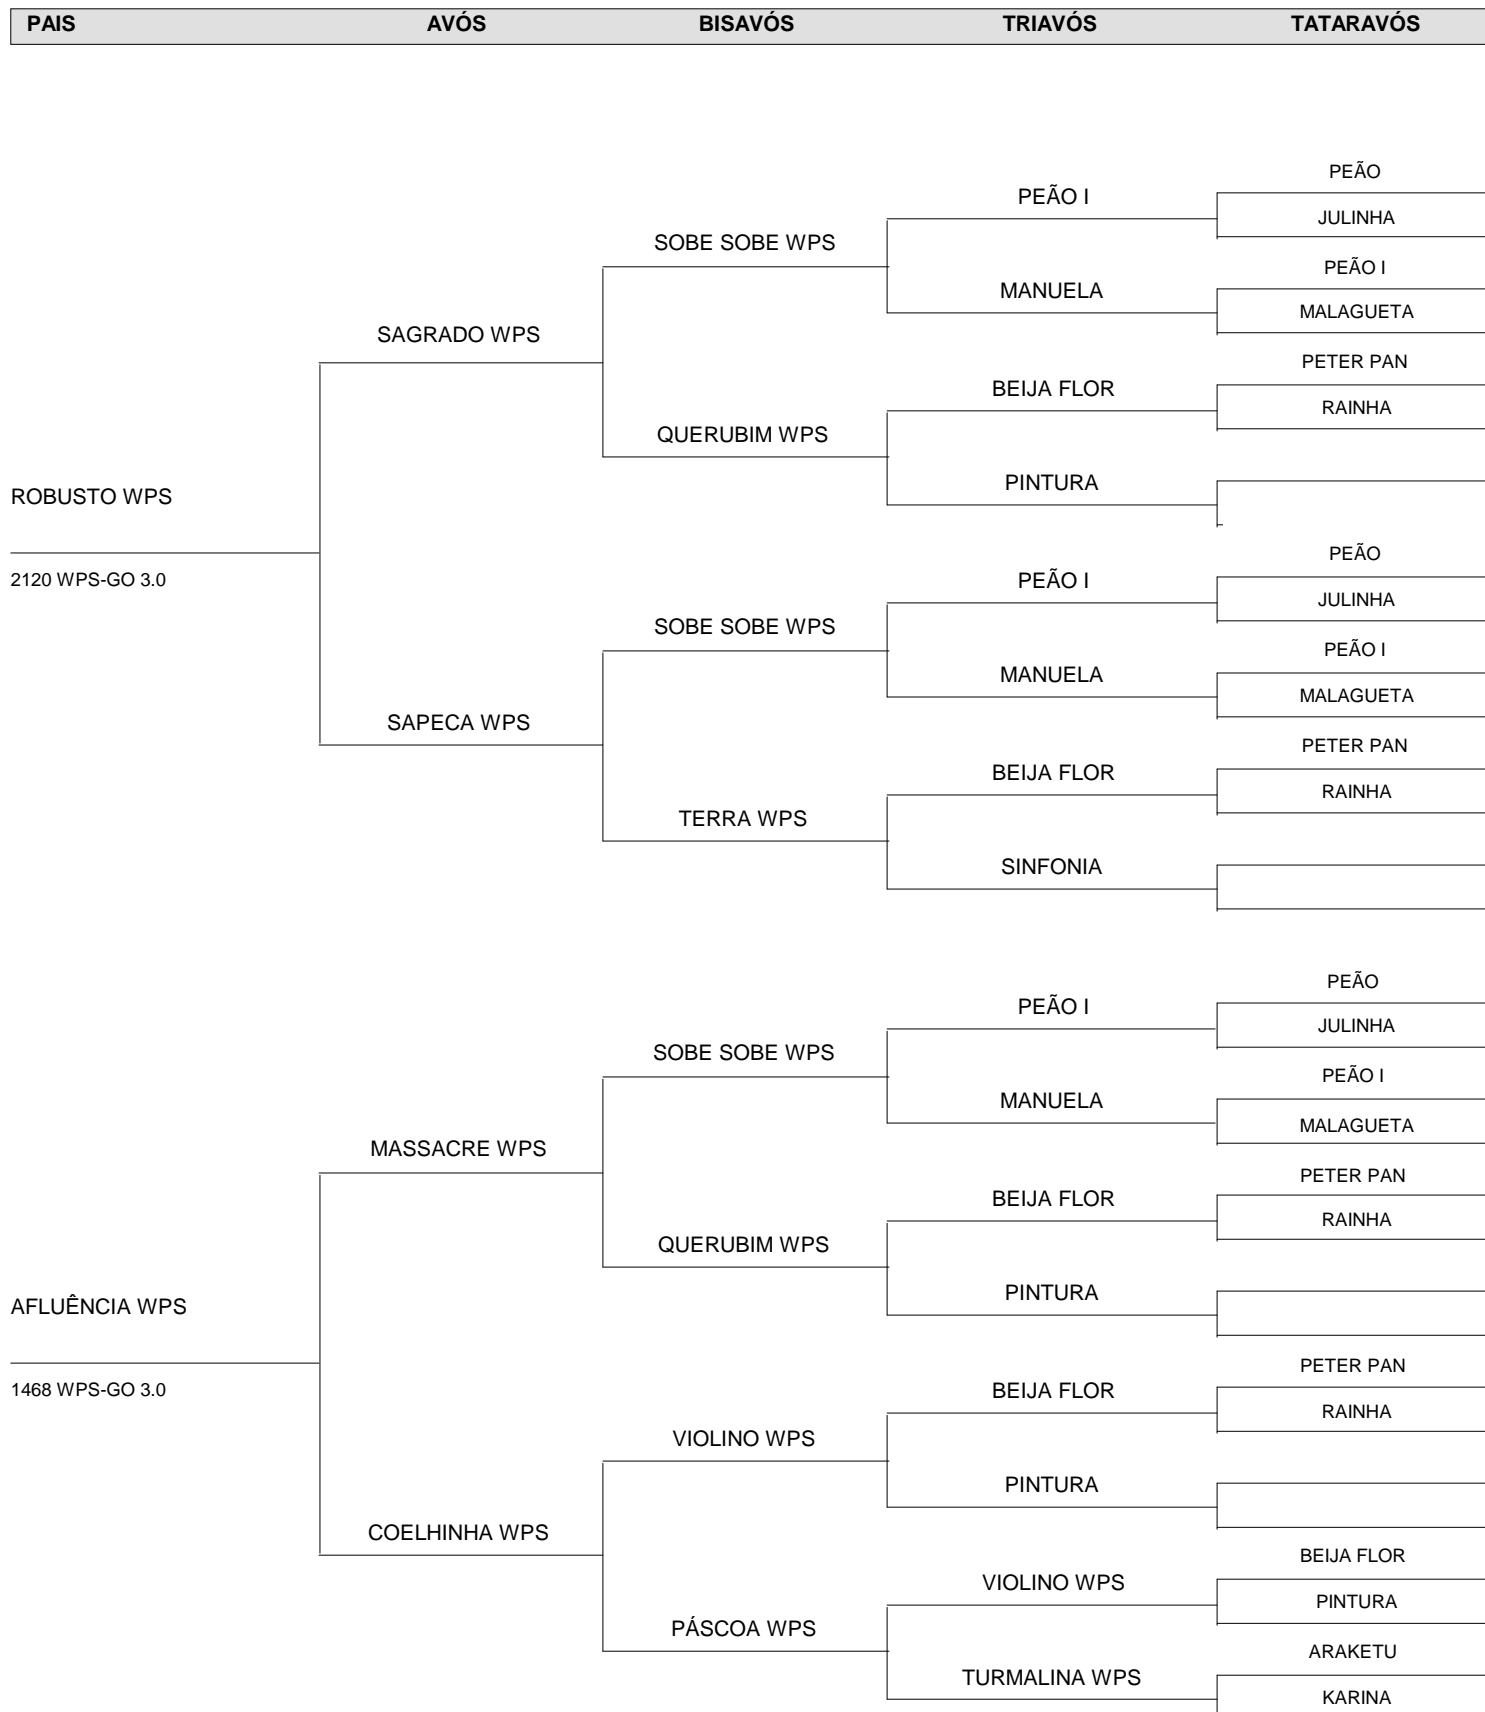 PAIS AVÓS BISAVÓS TRIAVÓS TATARAVÓS
PEÃO
PEÃO I
JULINHA
SOBE SOBE WPS
PEÃO I
MANUELA
MALAGUETA
SAGRADO WPS
PETER PAN
BEIJA FLOR
RAINHA
QUERUBIM WPS
PINTURA
ROBUSTO WPS
PEÃO
2120 WPS-GO 3.0
PEÃO I
JULINHA
SOBE SOBE WPS
PEÃO I
MANUELA
MALAGUETA
SAPECA WPS
PETER PAN
BEIJA FLOR
RAINHA
TERRA WPS
SINFONIA
PEÃO
PEÃO I
JULINHA
SOBE SOBE WPS
PEÃO I
MANUELA
MALAGUETA
MASSACRE WPS
PETER PAN
BEIJA FLOR
RAINHA
QUERUBIM WPS
PINTURA
AFLUÊNCIA WPS
PETER PAN
1468 WPS-GO 3.0
BEIJA FLOR
RAINHA
VIOLINO WPS
PINTURA
COELHINHA WPS
BEIJA FLOR
VIOLINO WPS
PINTURA
PÁSCOA WPS
ARAKETU
TURMALINA WPS
KARINA